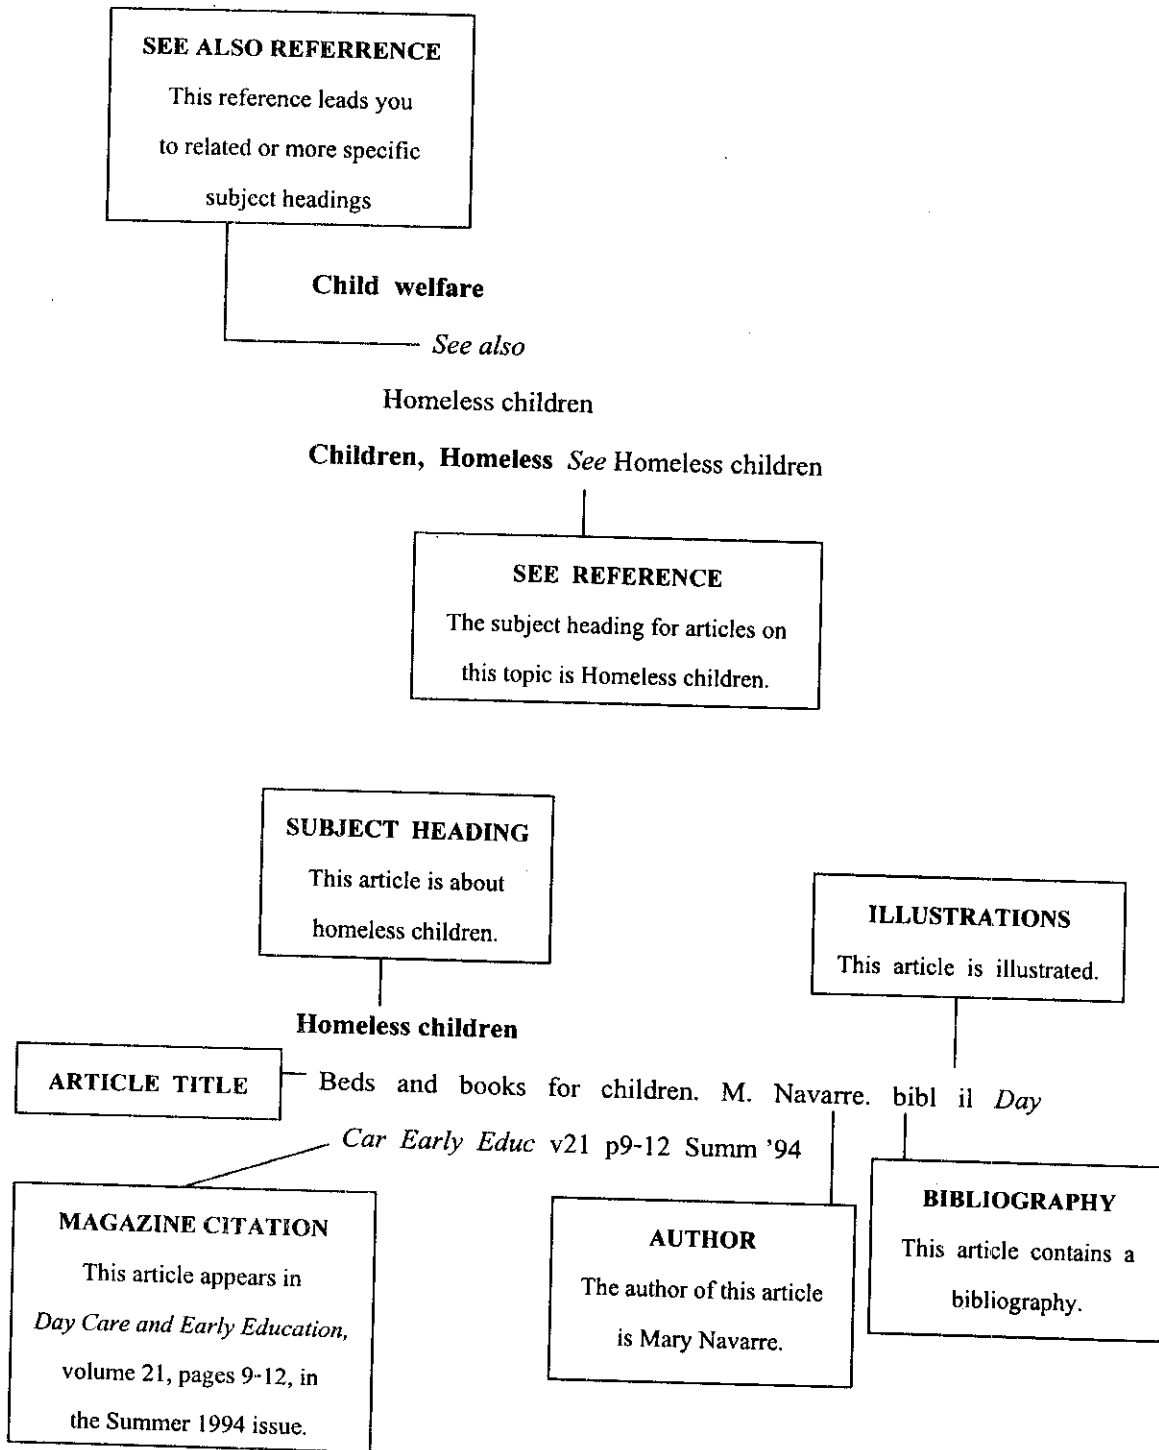 SEE ALSO REFERRENCE
This reference leads you
to related or more specific
subject headings
Child welfare
See also
Homeless children
Children, Homeless See Homeless children
SEE REFERENCE
The subject heading for articles on
this topic is Homeless children.
SUBJECT HEADING
This article is about
homeless children.
ILLUSTRATIONS
This article is illustrated.
Homeless children
ARTICLE TITLE
Beds and books for children. M. Navarre. bibl il Day
Car Early Educ v21 p9-12 Summ '94
MAGAZINE CITATION
This article appears in
Day Care and Early Education,
volume 21, pages 9-12, in
the Summer 1994 issue.
AUTHOR
The author of this article
is Mary Navarre.
BIBLIOGRAPHY
This article contains a
bibliography.